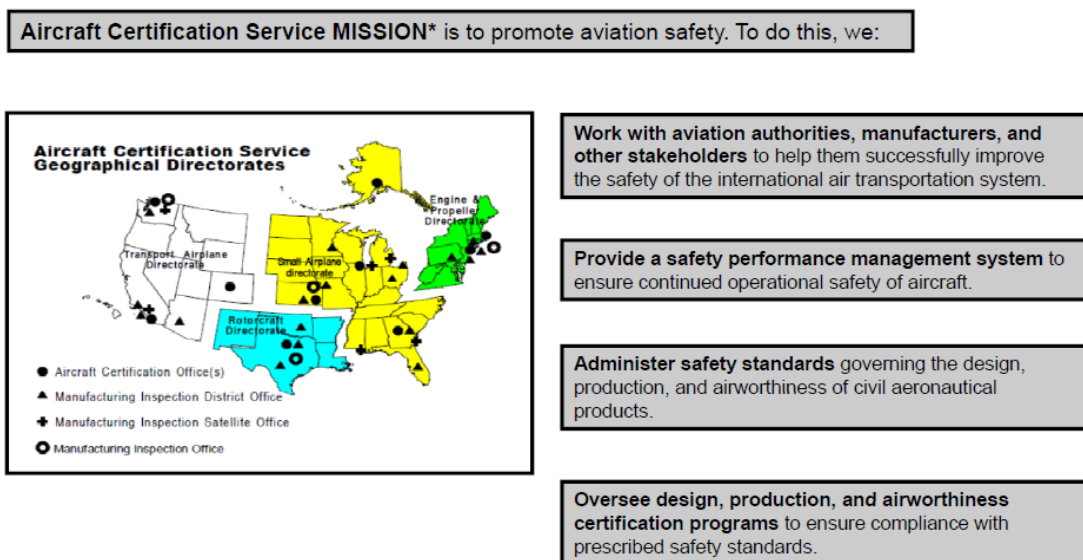 Aircraft Certification Service MISSION* is to promote aviation safety. To do this, we:
Aircraft Certification Service
Geographical Directorates
Engine &
Propeller
Directorate
Transport Airplane
Directorate
Small Airplane
directorate
Rotorcraft
Directorate
Aircraft Certification Office(s)
Manufacturing Inspection District Office
Manufacturing Inspection Satellite Office
Manufacturing Inspection Office
Work with aviation authorities, manufacturers, and
other stakeholders to help them successfully improve
the safety of the international air transportation system.
Provide a safety performance management system to
ensure continued operational safety of aircraft.
Administer safety standards governing the design,
production, and airworthiness of civil aeronautical
products.
Oversee design, production, and airworthiness
certification programs to ensure compliance with
prescribed safety standards.